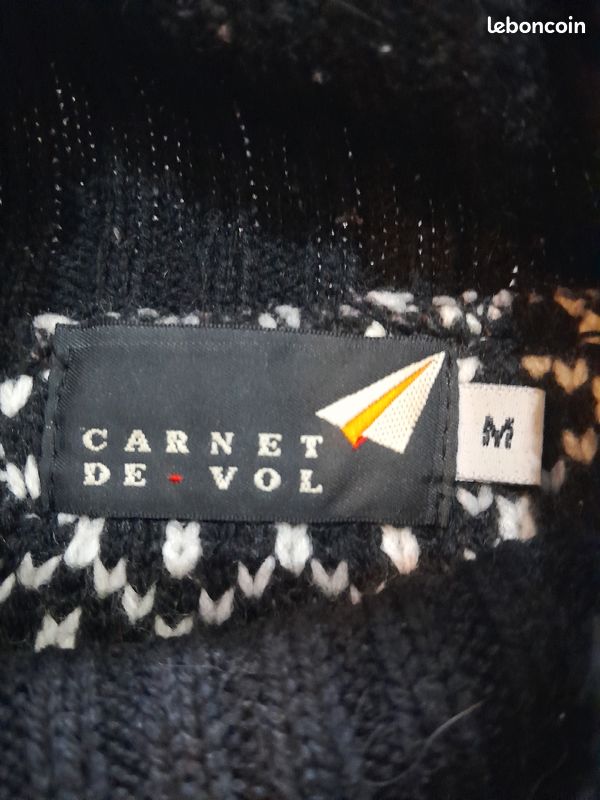 leboncoin
CARNET
DE VOL
M